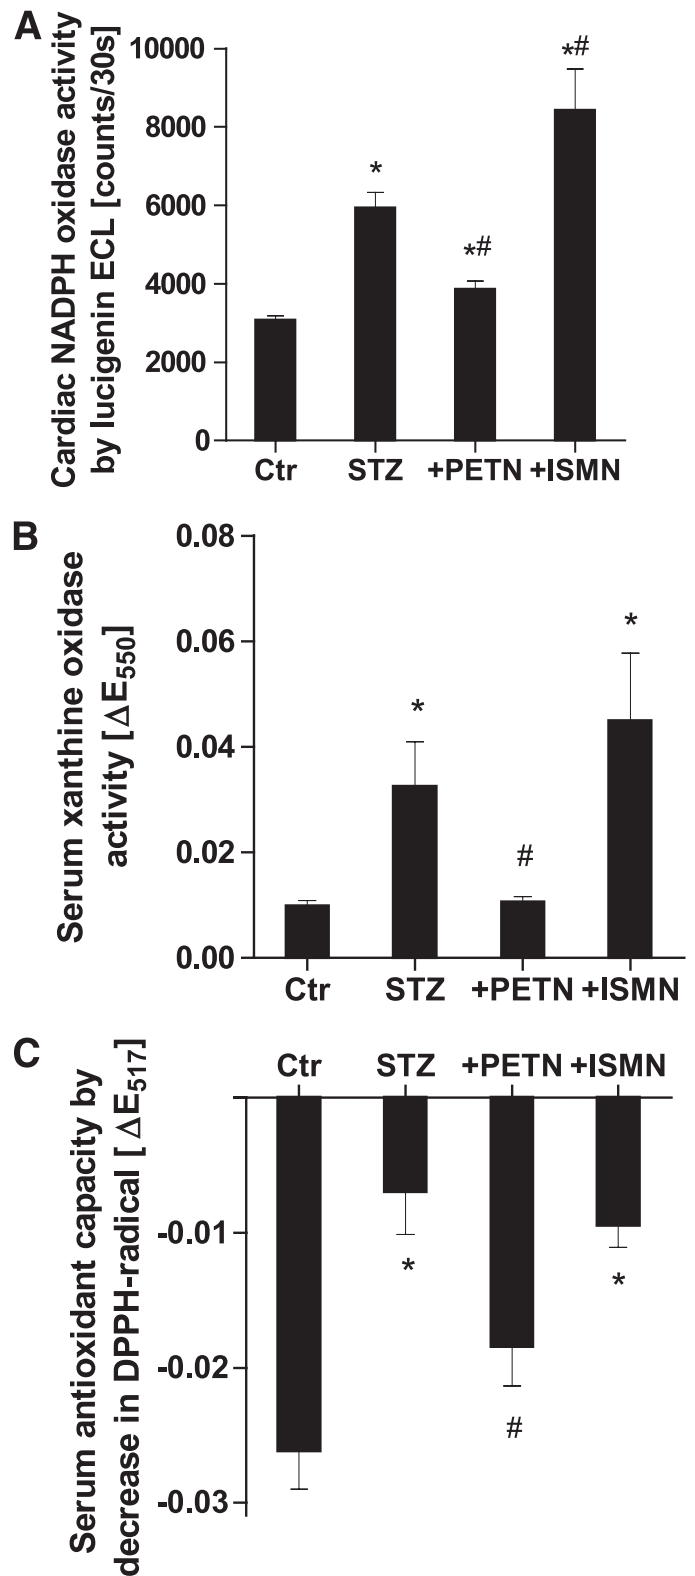 A
Cardiac NADPH oxidase activity
by lucigenin ECL [counts/30s]
10000
8000
6000
4000
2000
0
*
*#
*#
Ctr STZ +PETN +ISMN
B
Serum xanthine oxidase
activity [ΔE550]
0.08
0.06
0.04
0.02
0.00
*
#
*
Ctr STZ +PETN +ISMN
C
Serum antioxidant capacity by
decrease in DPPH-radical [ΔE517]
Ctr STZ +PETN +ISMN
-0.01
-0.02
-0.03
*
#
*